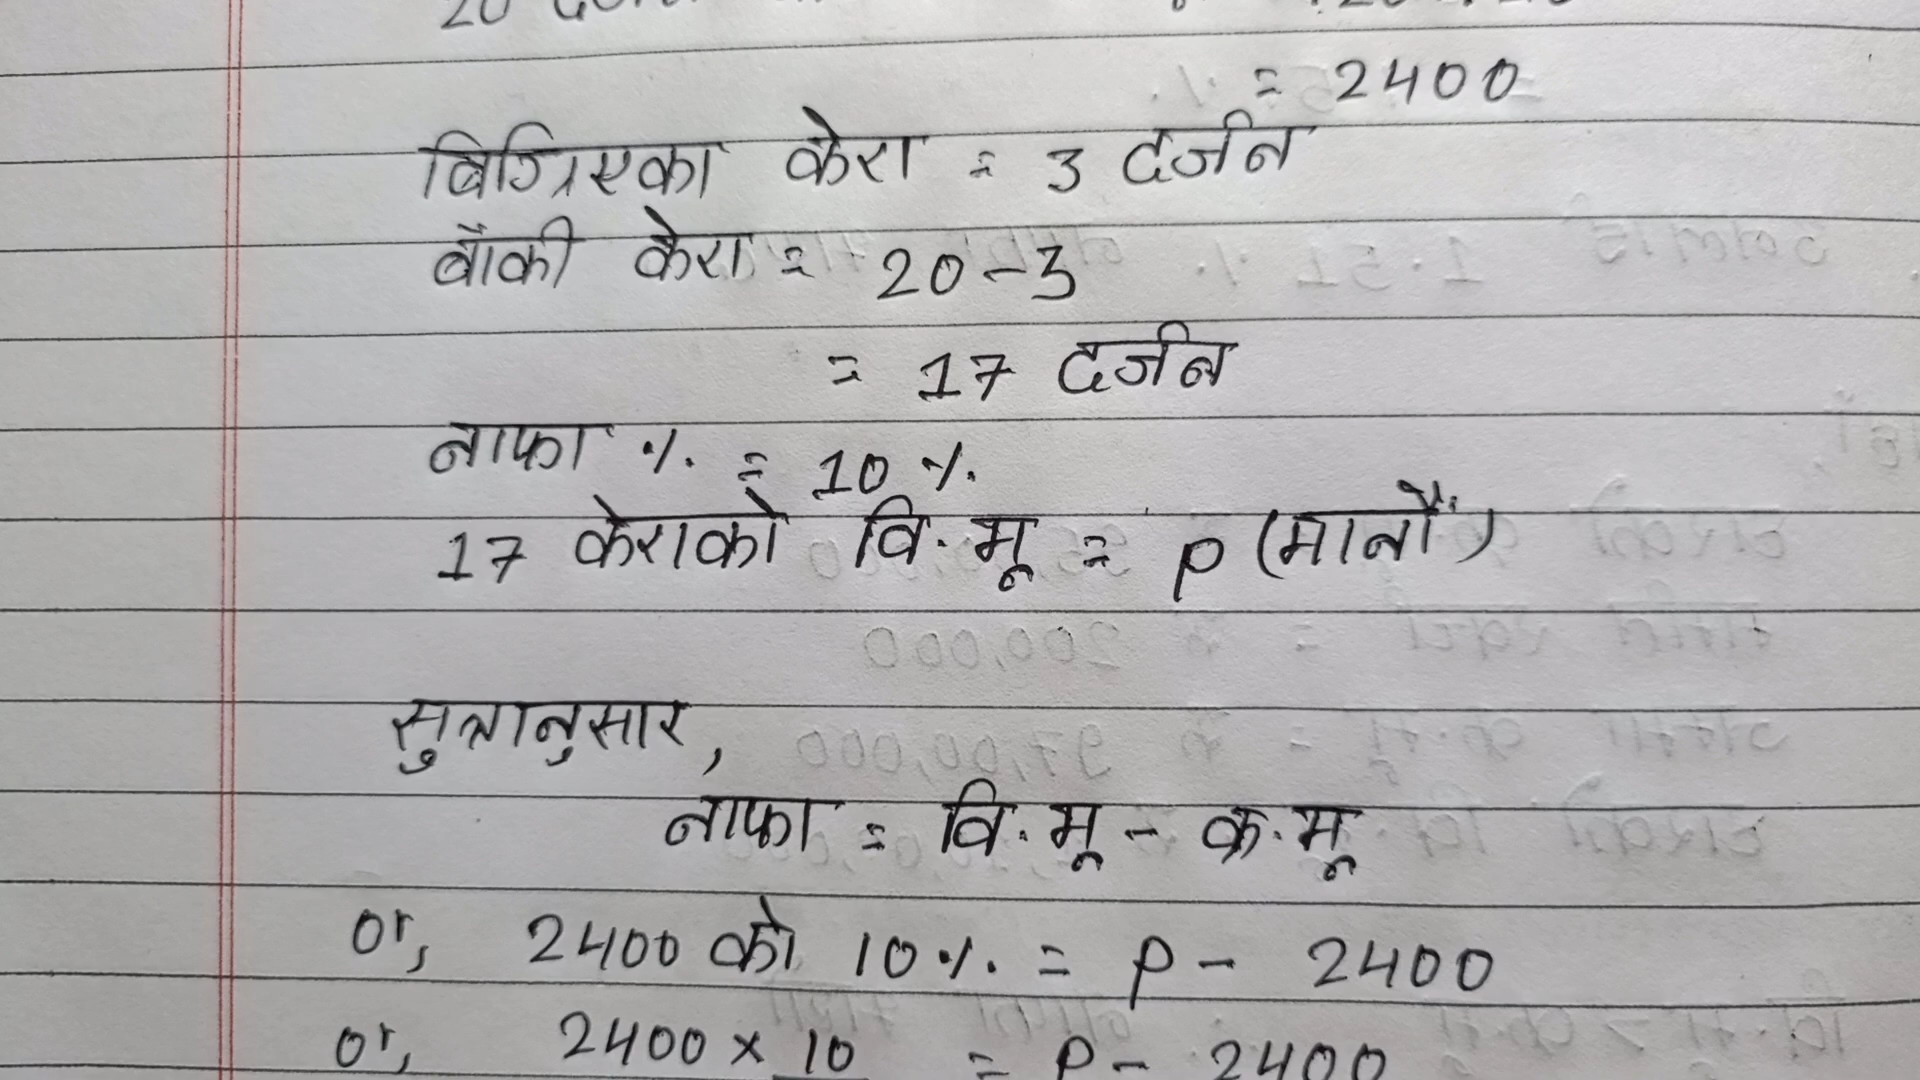 = 2400
बिग्रिएका केरा = 3 दर्जन
बाँकी केरा = 20-3
= 17 दर्जन
नाफा % = 10 %
17 केराको वि.मू = p (मानौं)
सुत्रानुसार,
नाफा = वि.मू - क्र.मू
or, 2400 को 10% = p - 2400
or, 2400 × 10 = p - 2400